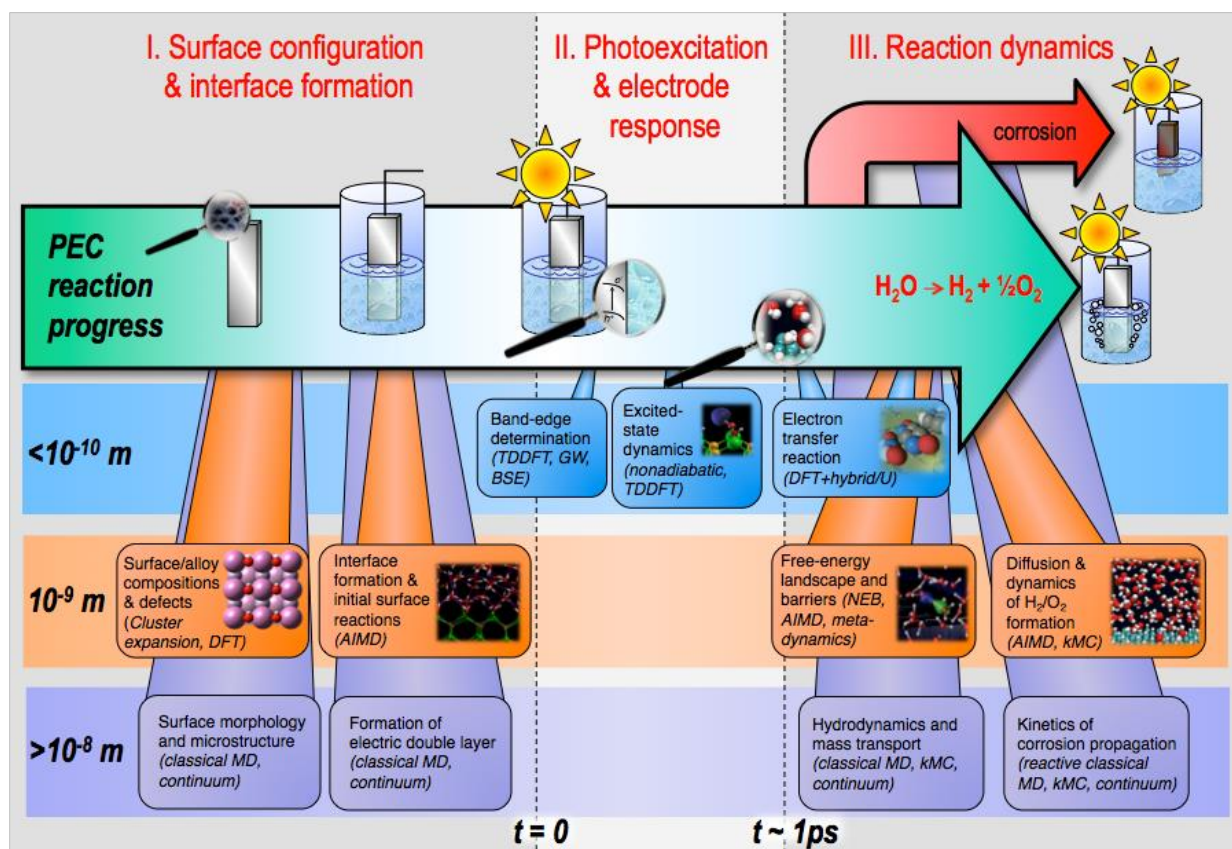 I. Surface configuration
& interface formation
II. Photoexcitation
& electrode
response
III. Reaction dynamics
corrosion
PEC
reaction
progress
e⁻
h⁺
H₂O → H₂ + ½O₂
<10⁻¹⁰ m
Band-edge
determination
(TDDFT, GW,
BSE)
Excited-
state
dynamics
(nonadiabatic,
TDDFT)
Electron
transfer
reaction
(DFT+hybrid/U)
10⁻⁹ m
Surface/alloy
compositions
& defects
(Cluster
expansion, DFT)
Interface
formation &
initial surface
reactions
(AIMD)
Free-energy
landscape and
barriers (NEB,
AIMD, meta-
dynamics)
Diffusion &
dynamics
of H₂/O₂
formation
(AIMD, kMC)
>10⁻⁸ m
Surface morphology
and microstructure
(classical MD,
continuum)
Formation of
electric double layer
(classical MD,
continuum)
Hydrodynamics and
mass transport
(classical MD, kMC,
continuum)
Kinetics of
corrosion propagation
(reactive classical
MD, kMC, continuum)
t = 0
t ~ 1ps